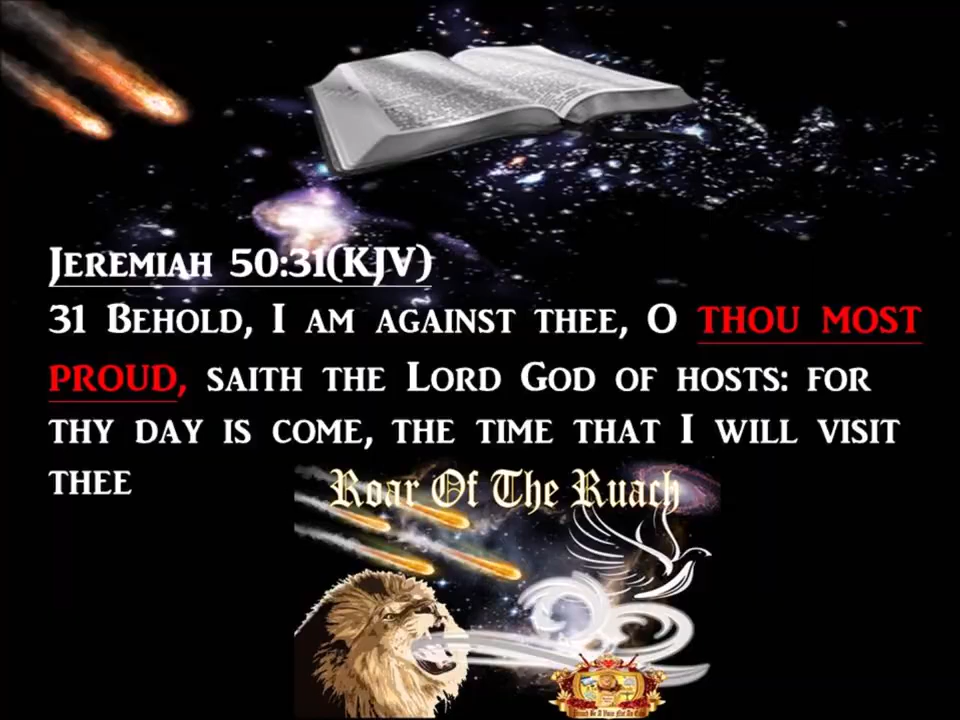 Jeremiah 50:31(KJV)
31 Behold, I am against thee, O thou most
proud, saith the Lord God of hosts: for
thy day is come, the time that I will visit
thee
Roar Of The Ruach